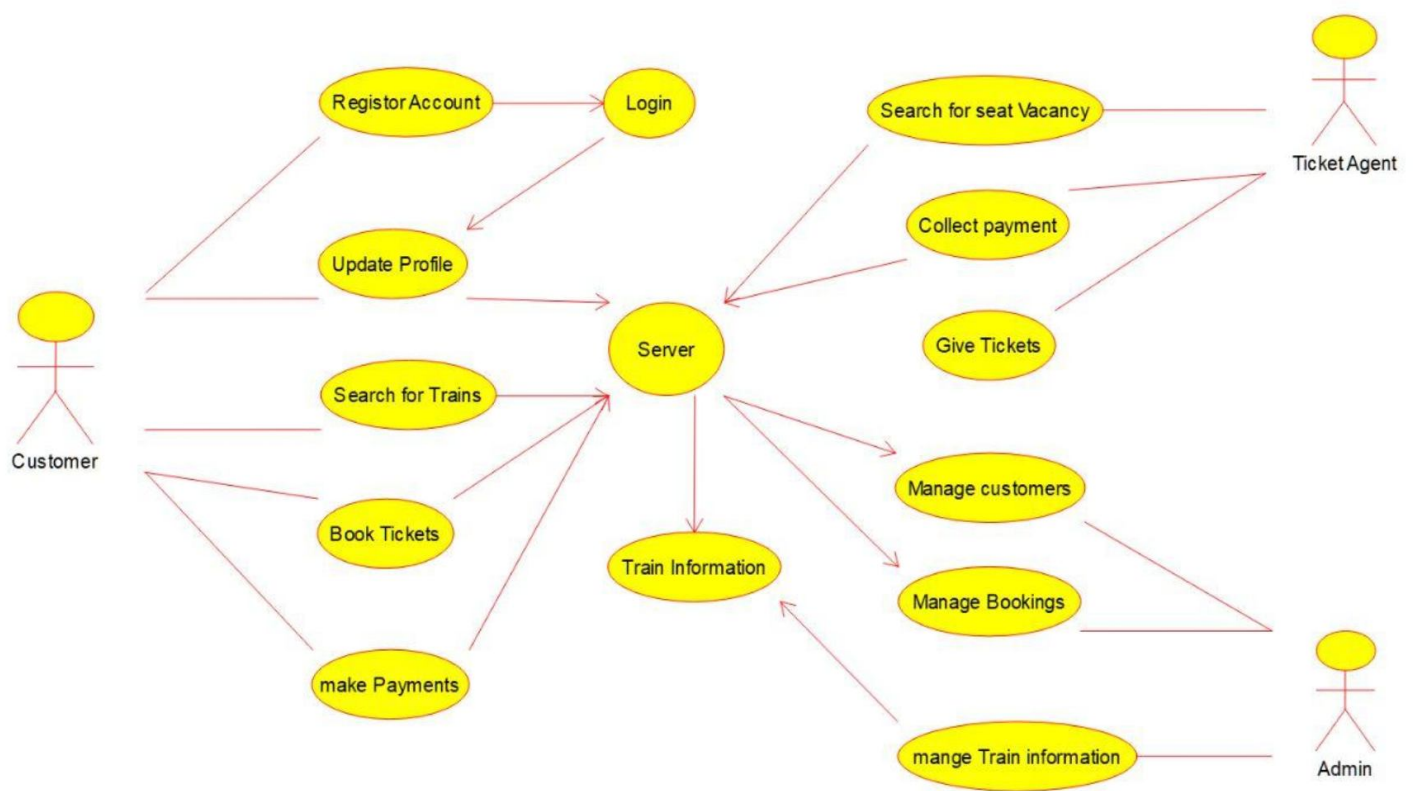 Registor Account
Login
Search for seat Vacancy
Ticket Agent
Collect payment
Update Profile
Server
Give Tickets
Search for Trains
Customer
Manage customers
Book Tickets
Train Information
Manage Bookings
make Payments
mange Train information
Admin